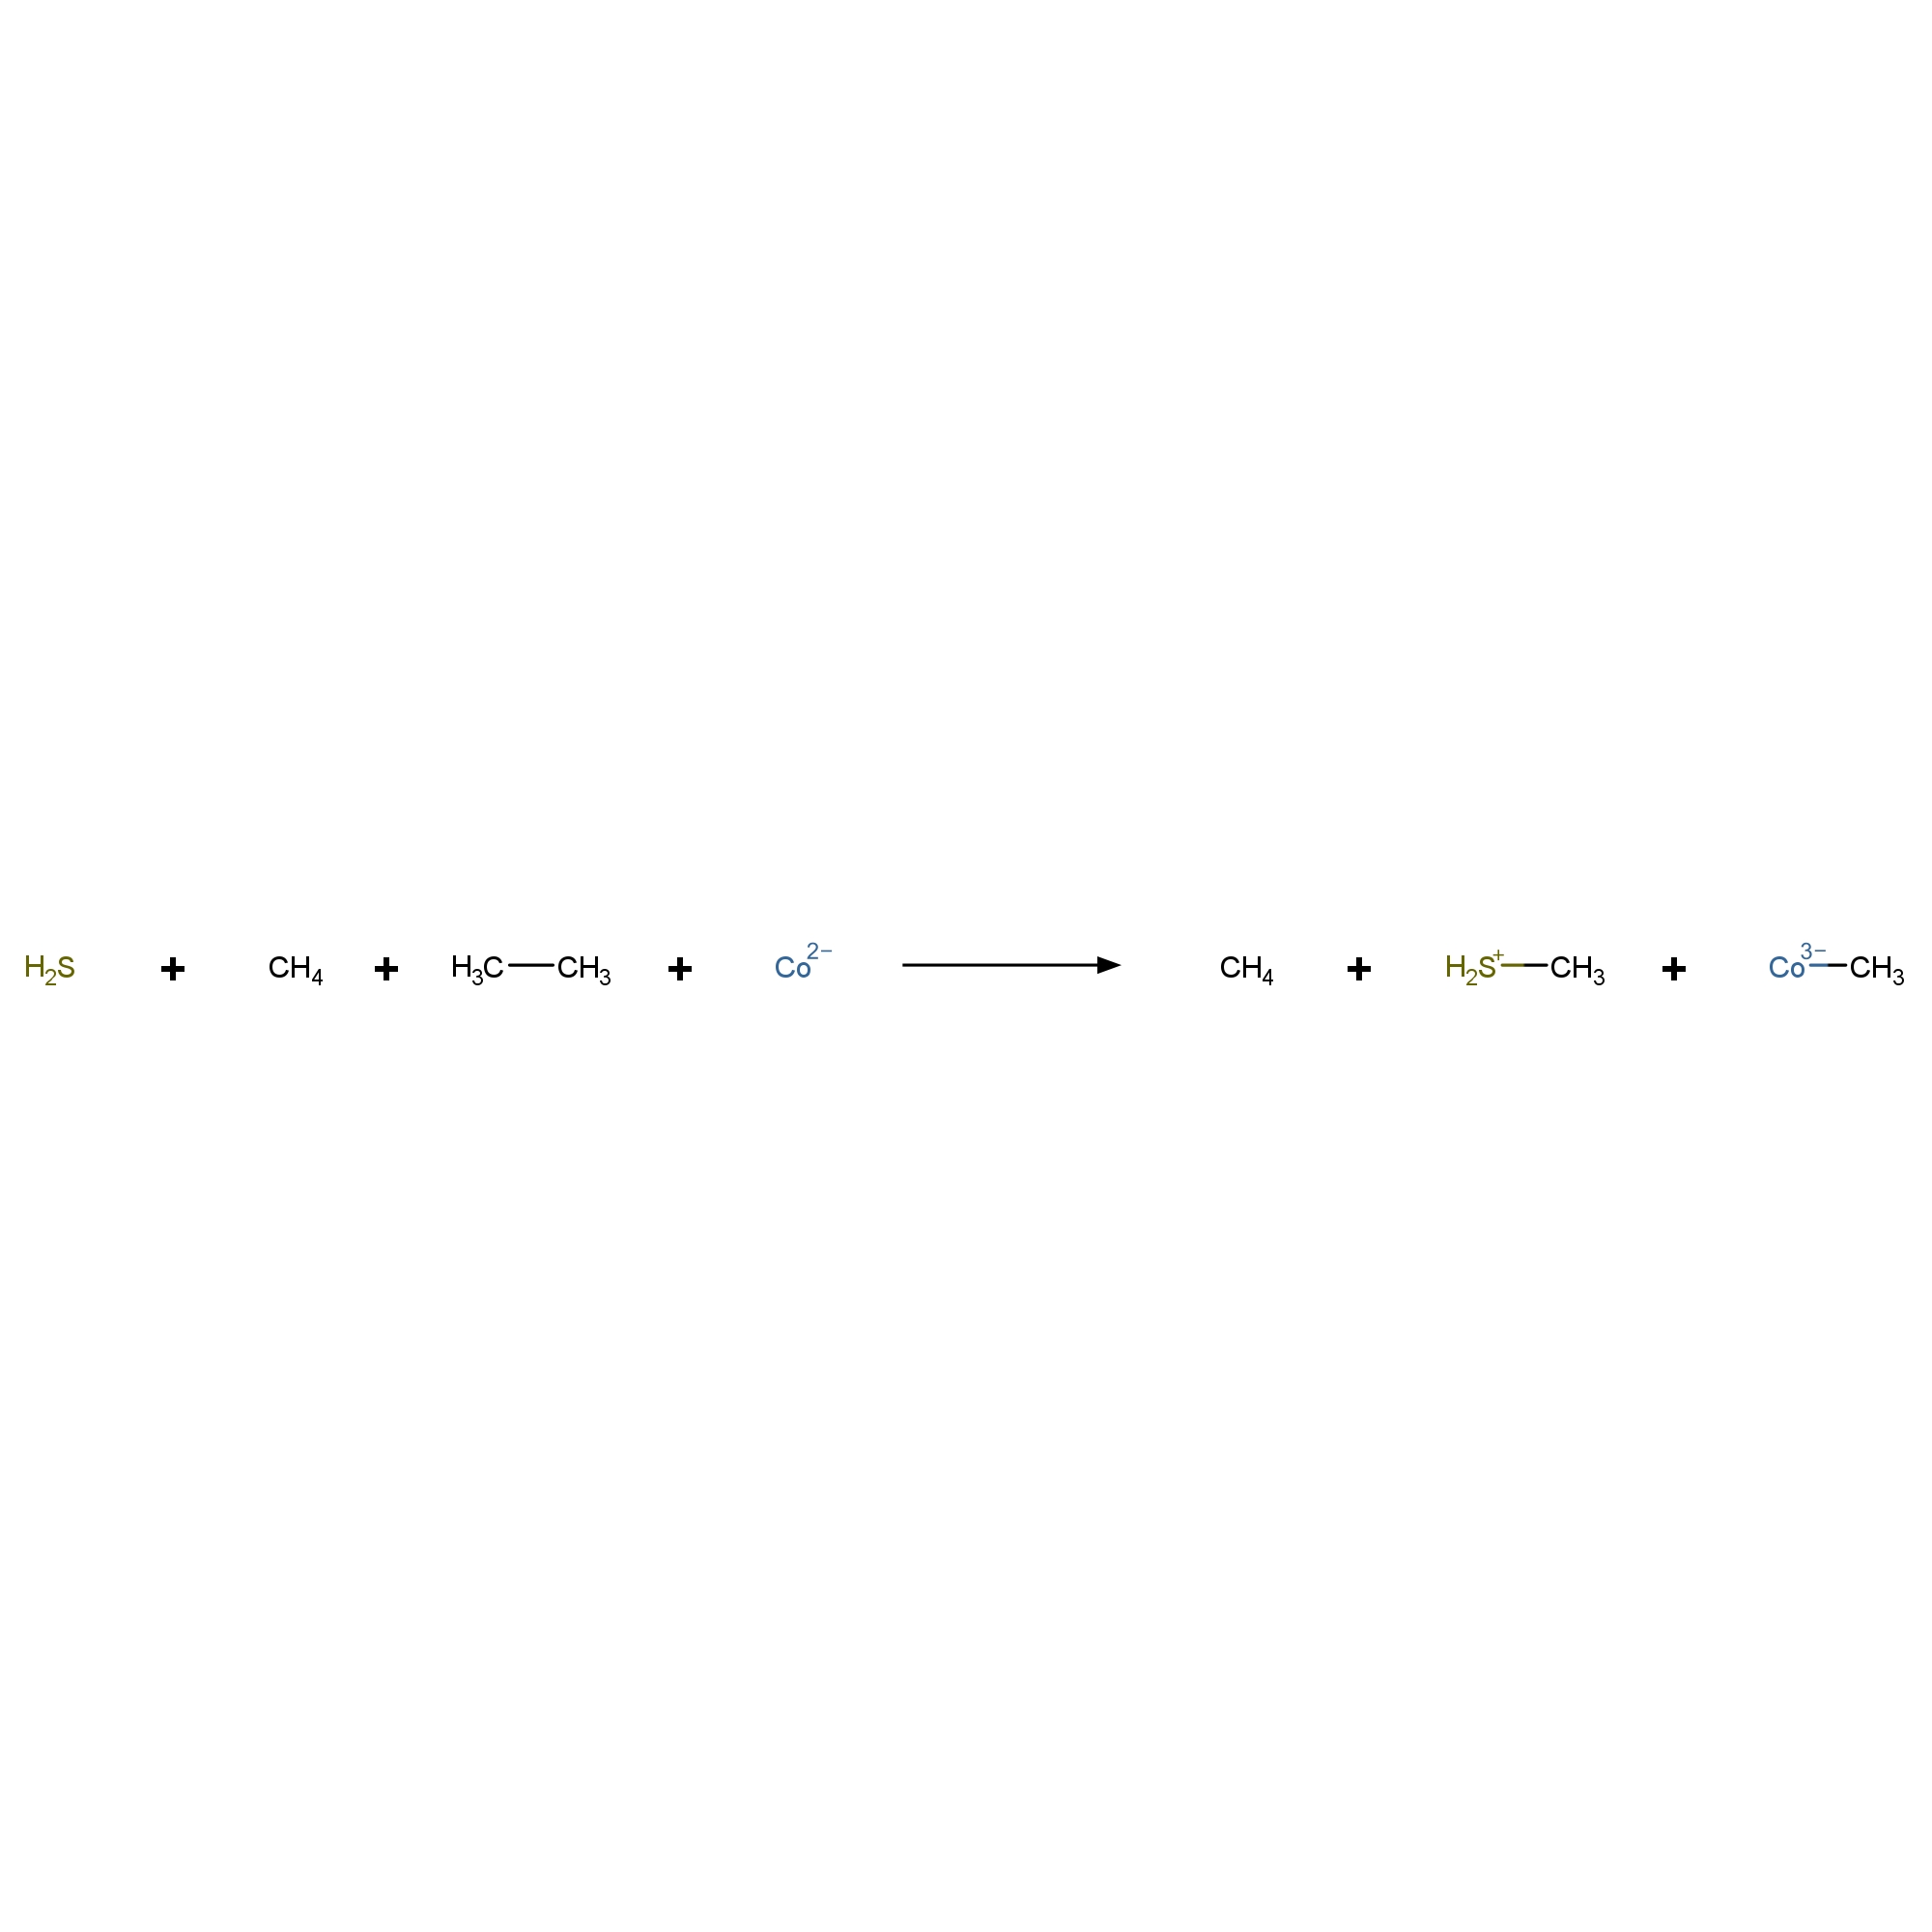 H₂S + CH₄ + H₃C—CH₃ + Co²⁻ → CH₄ + H₂S⁺—CH₃ + Co³⁻—CH₃